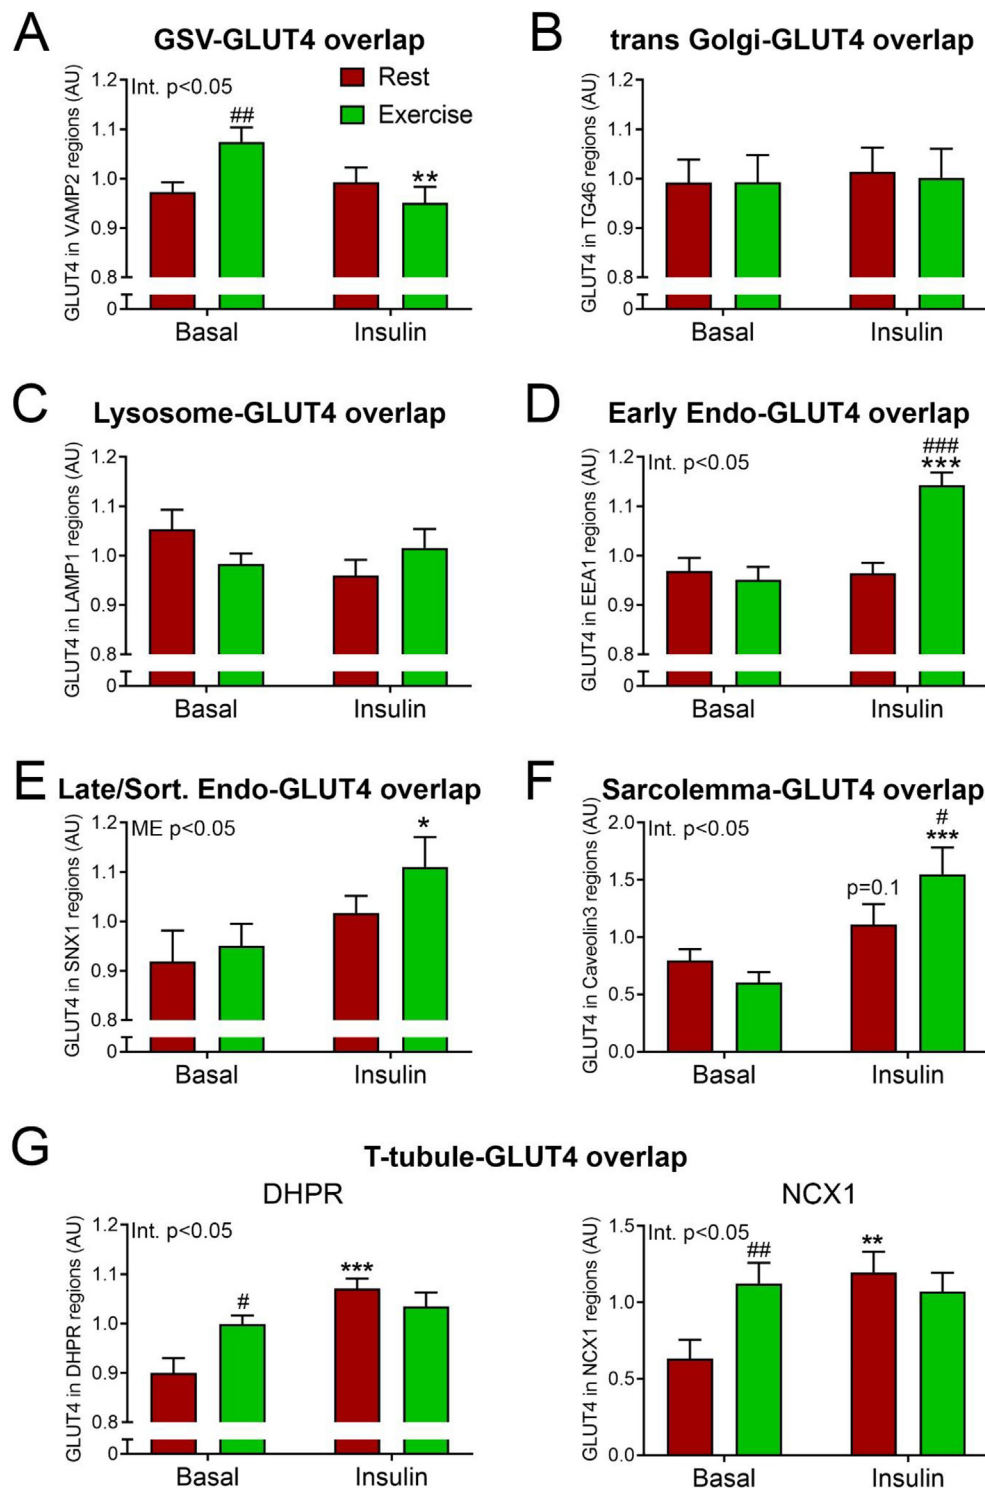 A
GSV-GLUT4 overlap
GLUT4 in VAMP2 regions (AU)
1.2
1.1
1.0
0.9
0.8
0
Int. p<0.05
Rest
Exercise
##
**
Basal
Insulin
B
trans Golgi-GLUT4 overlap
GLUT4 in TG46 regions (AU)
1.2
1.1
1.0
0.9
0.8
0
Basal
Insulin
C
Lysosome-GLUT4 overlap
GLUT4 in LAMP1 regions (AU)
1.2
1.1
1.0
0.9
0.8
0
Basal
Insulin
D
Early Endo-GLUT4 overlap
GLUT4 in EEA1 regions (AU)
1.2
1.1
1.0
0.9
0.8
0
Int. p<0.05
###
***
Basal
Insulin
E
Late/Sort. Endo-GLUT4 overlap
GLUT4 in SNX1 regions (AU)
1.2
1.1
1.0
0.9
0.8
0
ME p<0.05
*
Basal
Insulin
F
Sarcolemma-GLUT4 overlap
GLUT4 in Caveolin3 regions (AU)
2.0
1.5
1.0
0.5
0.0
Int. p<0.05
p=0.1
#
***
Basal
Insulin
G
T-tubule-GLUT4 overlap
DHPR
GLUT4 in DHPR regions (AU)
1.2
1.1
1.0
0.9
0.8
0
Int. p<0.05
#
***
Basal
Insulin
NCX1
GLUT4 in NCX1 regions (AU)
1.5
1.0
0.5
0.0
Int. p<0.05
##
**
Basal
Insulin